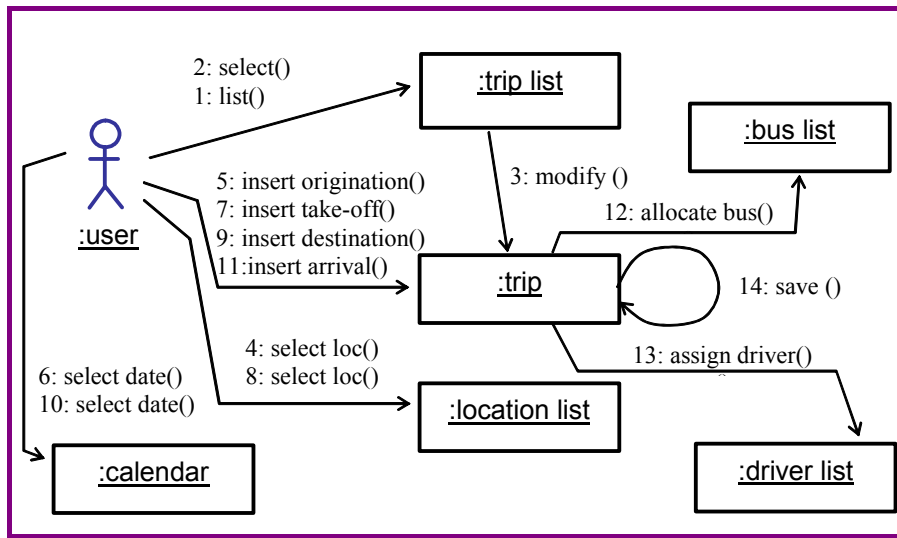 2: select()
1: list()
:trip list
:bus list
3: modify ()
5: insert origination()
7: insert take-off()
9: insert destination()
11:insert arrival()
:user
12: allocate bus()
:trip
14: save ()
4: select loc()
8: select loc()
13: assign driver()
6: select date()
10: select date()
:location list
:calendar
:driver list